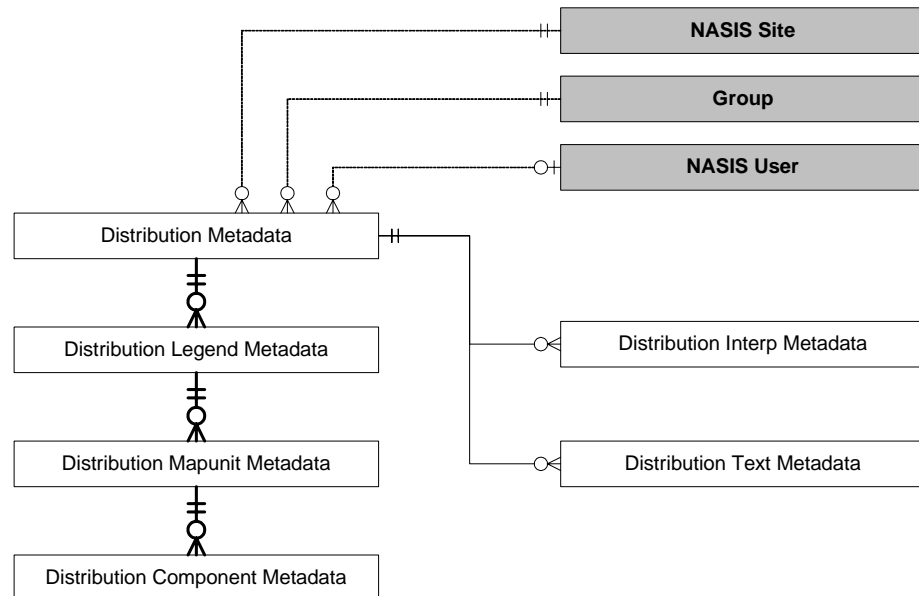 NASIS Site
Group
NASIS User
Distribution Metadata
Distribution Legend Metadata
Distribution Interp Metadata
Distribution Mapunit Metadata
Distribution Text Metadata
Distribution Component Metadata